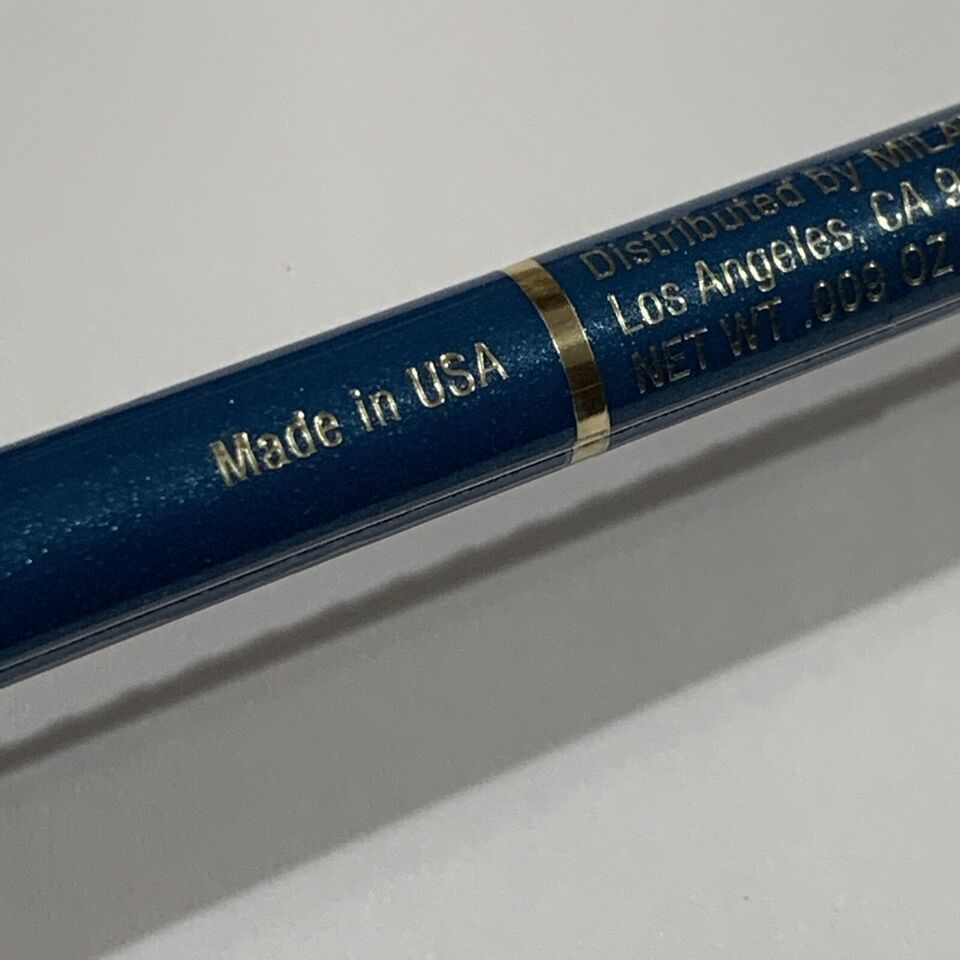 Made in USA
Distributed by
Los Angeles, CA
NET WT .009 OZ